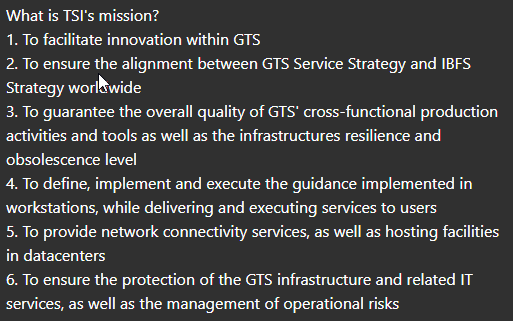 What is TSI's mission?
1. To facilitate innovation within GTS
2. To ensure the alignment between GTS Service Strategy and IBFS
Strategy worldwide
3. To guarantee the overall quality of GTS' cross-functional production
activities and tools as well as the infrastructures resilience and
obsolescence level
4. To define, implement and execute the guidance implemented in
workstations, while delivering and executing services to users
5. To provide network connectivity services, as well as hosting facilities
in datacenters
6. To ensure the protection of the GTS infrastructure and related IT
services, as well as the management of operational risks